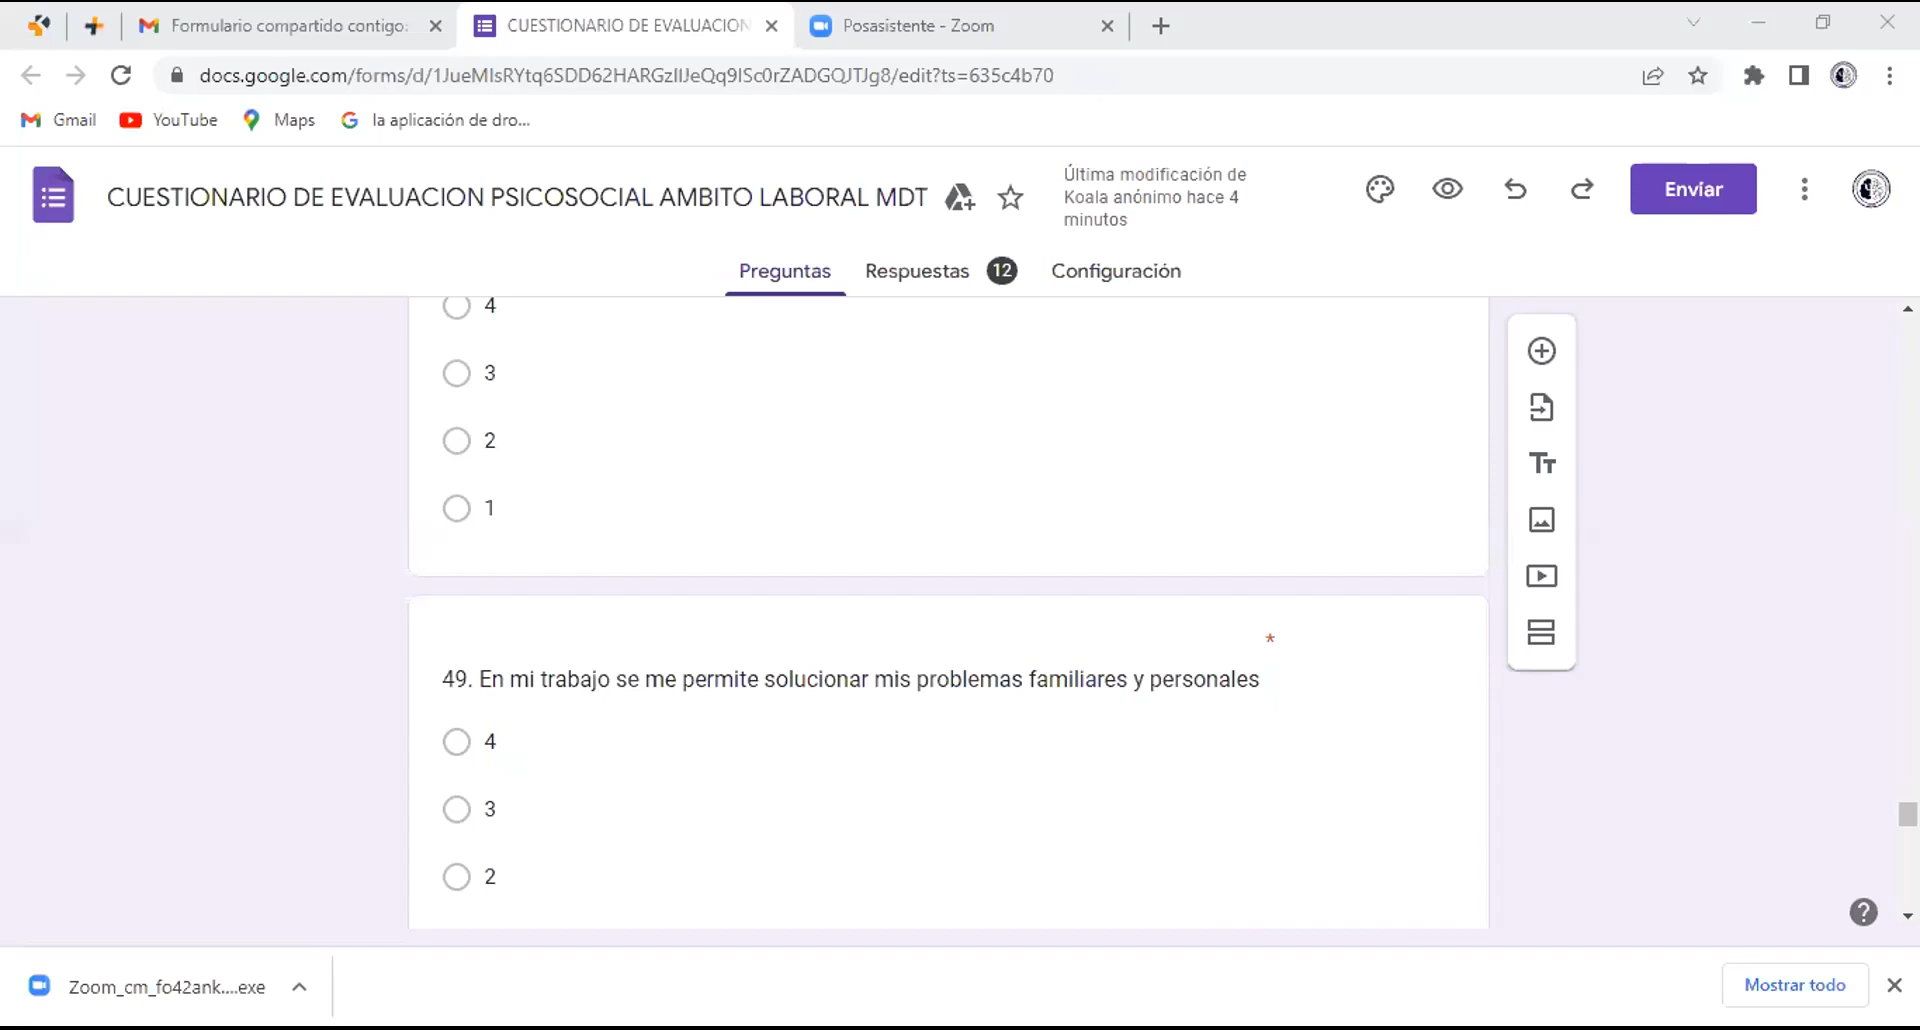 Formulario compartido contigo:
CUESTIONARIO DE EVALUACION
Posasistente - Zoom
docs.google.com/forms/d/1JueMIsRYtq6SDD62HARGzIIJeQq9ISc0rZADGQJTJg8/edit?ts=635c4b70
Gmail YouTube Maps la aplicación de dro...
CUESTIONARIO DE EVALUACION PSICOSOCIAL AMBITO LABORAL MDT
Última modificación de
Koala anónimo hace 4
minutos
Enviar
Preguntas Respuestas 12 Configuración
4
3
2
1
*
49. En mi trabajo se me permite solucionar mis problemas familiares y personales
4
3
2
Zoom_cm_fo42ank....exe
Mostrar todo